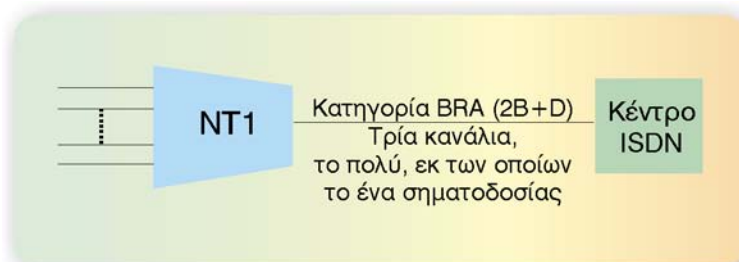 NT1
Κατηγορία BRA (2B+D)
Τρία κανάλια,
το πολύ, εκ των οποίων
το ένα σηματοδοσίας
Κέντρο
ISDN